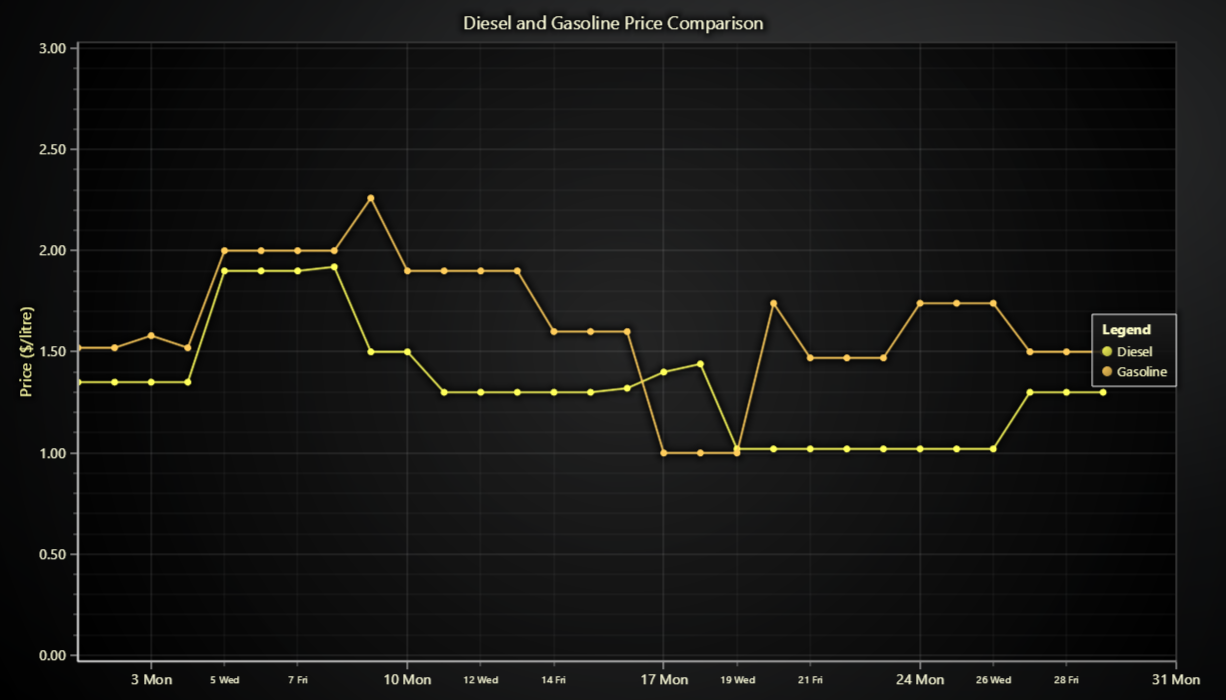 Diesel and Gasoline Price Comparison
3.00
2.50
2.00
1.50
1.00
0.50
0.00
Price ($/litre)
Legend
Diesel
Gasoline
3 Mon 5 Wed 7 Fri 10 Mon 12 Wed 14 Fri 17 Mon 19 Wed 21 Fri 24 Mon 26 Wed 28 Fri 31 Mon